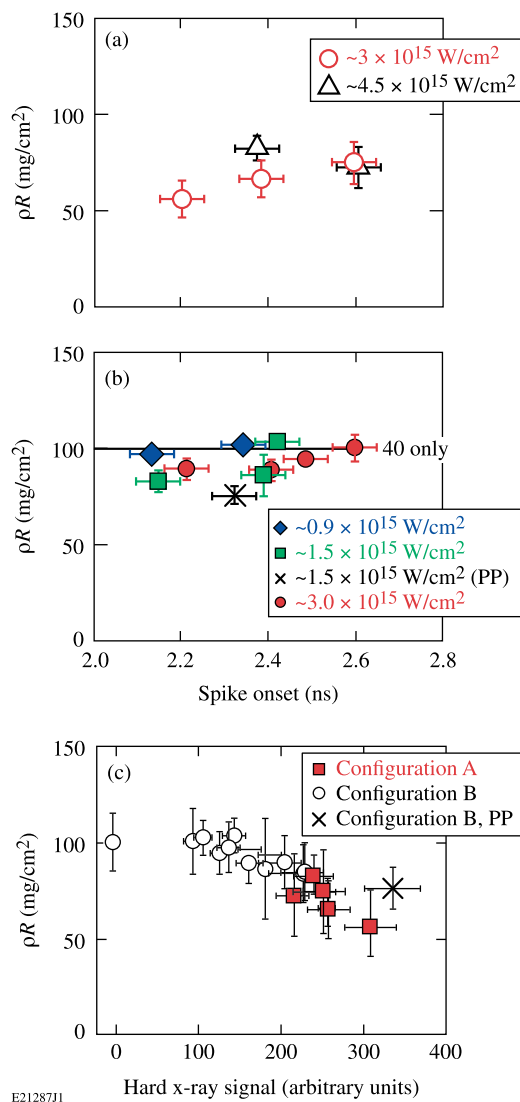 (a)
~3 × 10^15 W/cm^2
~4.5 × 10^15 W/cm^2
150
100
50
0
ρR (mg/cm^2)
(b)
150
100
50
0
ρR (mg/cm^2)
40 only
~0.9 × 10^15 W/cm^2
~1.5 × 10^15 W/cm^2
~1.5 × 10^15 W/cm^2 (PP)
~3.0 × 10^15 W/cm^2
2.0 2.2 2.4 2.6 2.8
Spike onset (ns)
(c)
150
100
50
0
ρR (mg/cm^2)
Configuration A
Configuration B
Configuration B, PP
0 100 200 300 400
Hard x-ray signal (arbitrary units)
E21287J1